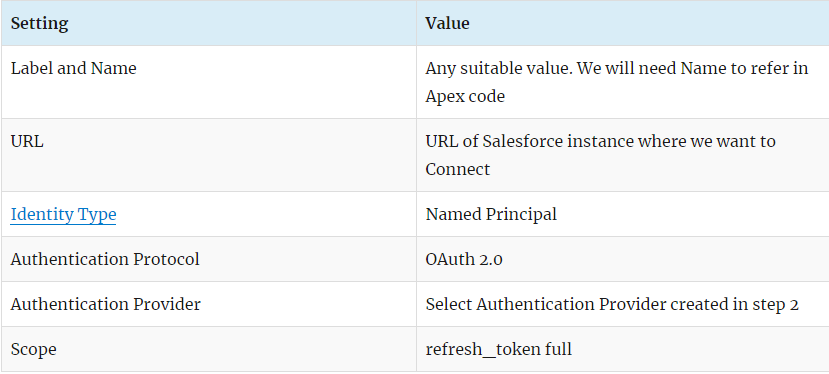 Setting Value
Label and Name Any suitable value. We will need Name to refer in
Apex code
URL URL of Salesforce instance where we want to
Connect
Identity Type Named Principal
Authentication Protocol OAuth 2.0
Authentication Provider Select Authentication Provider created in step 2
Scope refresh_token full